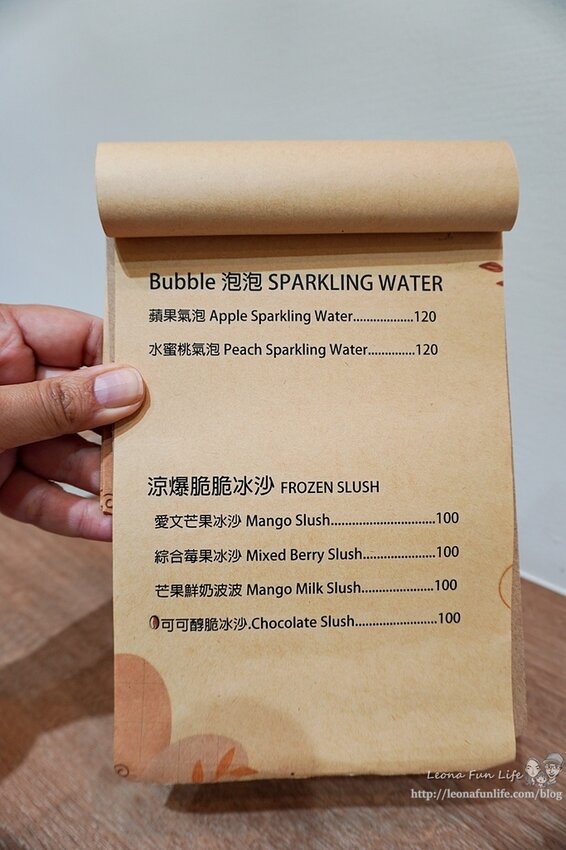 Bubble 泡泡 SPARKLING WATER
蘋果氣泡 Apple Sparkling Water..................120
水蜜桃氣泡 Peach Sparkling Water..............120
涼爆脆脆冰沙 FROZEN SLUSH
愛文芒果冰沙 Mango Slush...............................100
綜合莓果冰沙 Mixed Berry Slush.....................100
芒果鮮奶波波 Mango Milk Slush.....................100
可可醇脆冰沙.Chocolate Slush........................100
Leona Fun Life
http://leonafunlife.com/blog